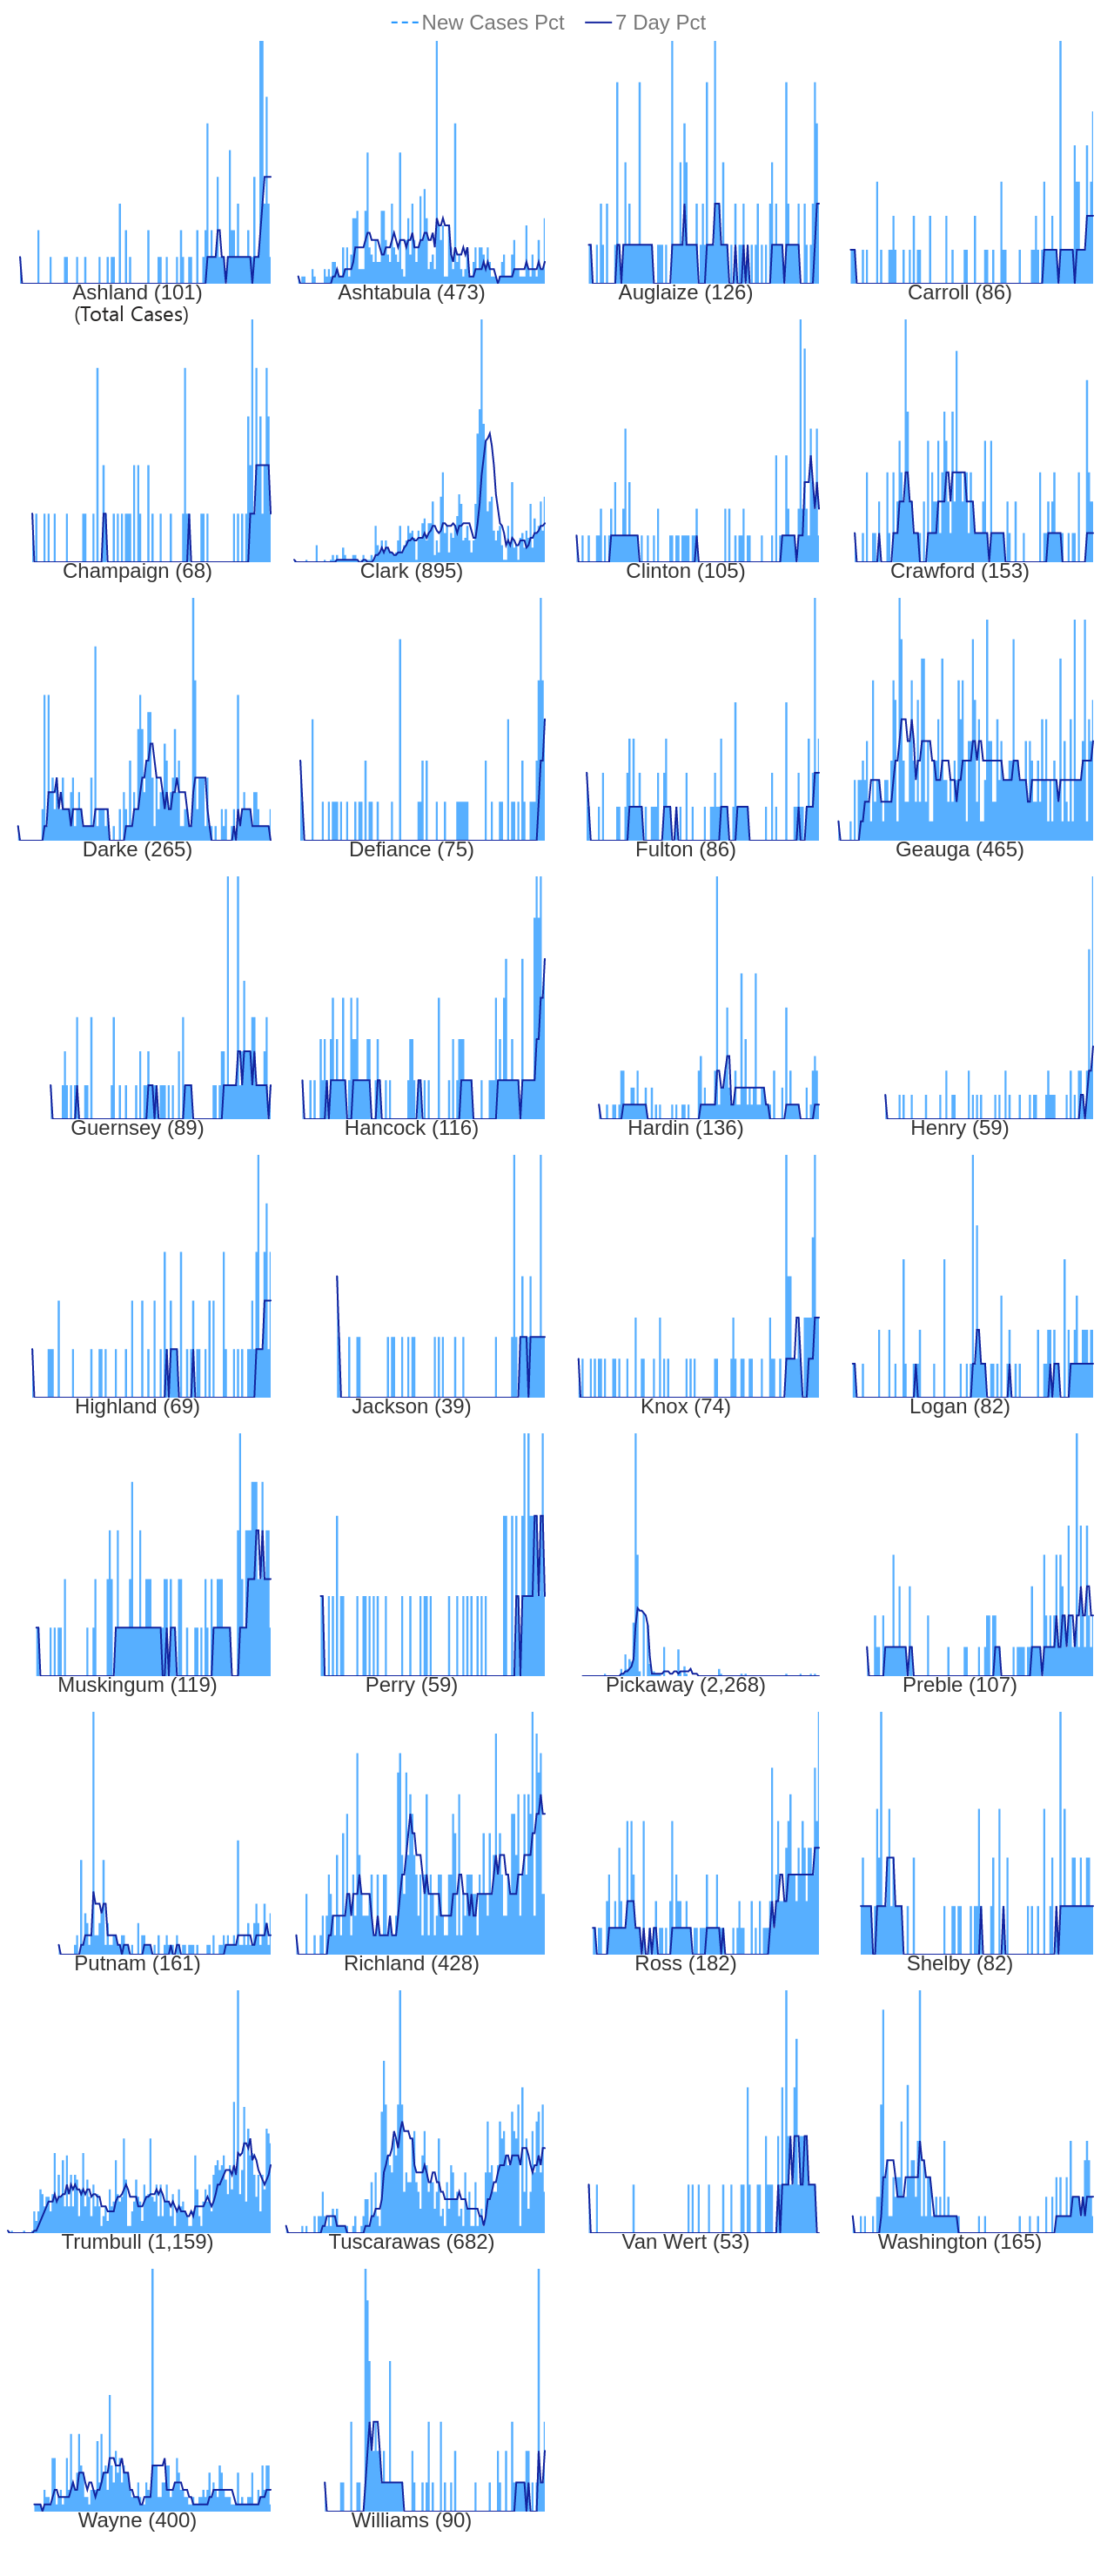 New Cases Pct 7 Day Pct
Ashland (101) Ashtabula (473) Auglaize (126) Carroll (86)
(Total Cases)
Champaign (68) Clark (895) Clinton (105) Crawford (153)
Darke (265) Defiance (75) Fulton (86) Geauga (465)
Guernsey (89) Hancock (116) Hardin (136) Henry (59)
Highland (69) Jackson (39) Knox (74) Logan (82)
Muskingum (119) Perry (59) Pickaway (2,268) Preble (107)
Putnam (161) Richland (428) Ross (182) Shelby (82)
Trumbull (1,159) Tuscarawas (682) Van Wert (53) Washington (165)
Wayne (400) Williams (90)